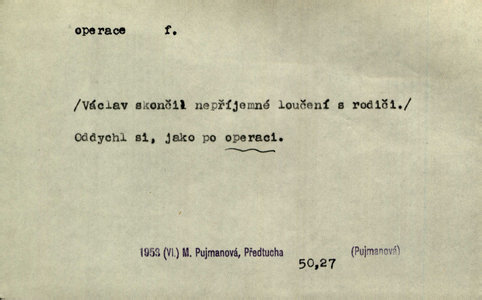 operace f.
/Václav skončil nepříjemné loučení s rodiči./
Oddychl si, jako po operaci.
1953 (VI.) M. Pujmanová, Předtucha
50,27
(Pujmanová)